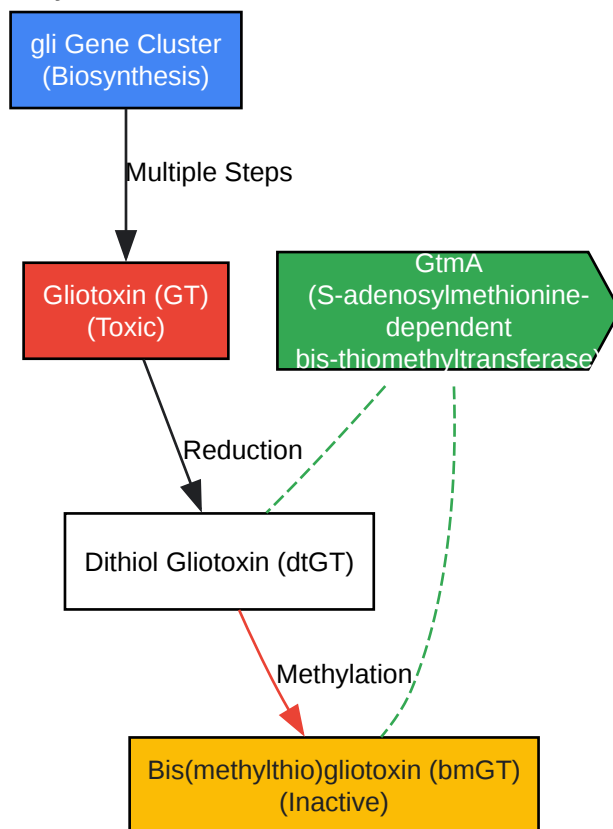 gli Gene Cluster
(Biosynthesis)
Multiple Steps
Gliotoxin (GT)
(Toxic)
GtmA
(S-adenosylmethionine-
dependent
bis-thiomethyltransferase)
Reduction
Dithiol Gliotoxin (dtGT)
Methylation
Bis(methylthio)gliotoxin (bmGT)
(Inactive)